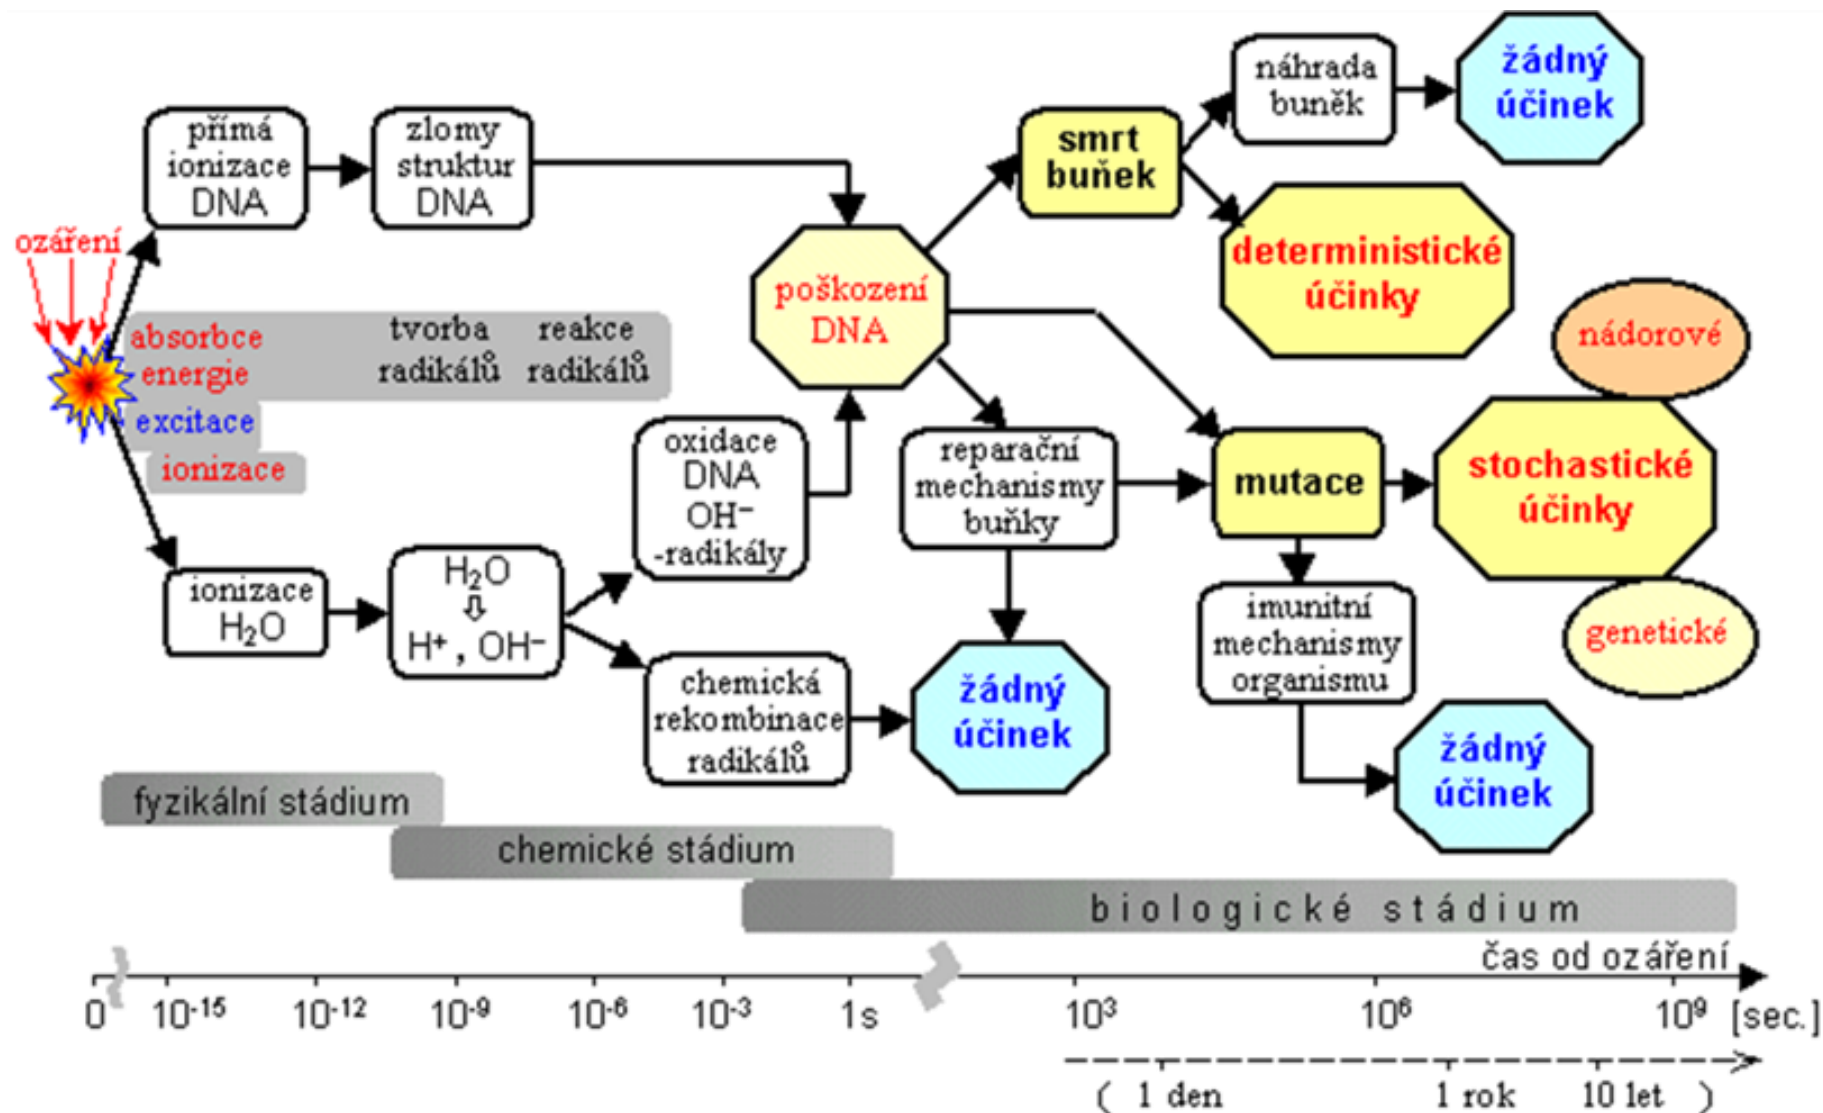 žádný
účinek
náhrada
buněk
přímá
ionizace
DNA
zlomy
struktur
DNA
smrt
buňek
ozáření
deterministické
účinky
poškození
DNA
nádorové
absorbce
energie
tvorba
radikálů
reakce
radikálů
excitace
ionizace
oxidace
DNA
OH⁻
-radikály
reparační
mechanismy
buňky
mutace
stochastické
účinky
ionizace
H₂O
H₂O
⇩
H⁺ , OH⁻
imunitní
mechanismy
organismu
genetické
chemická
rekombinace
radikálů
žádný
účinek
žádný
účinek
fyzikální stádium
chemické stádium
biologické stádium
čas od ozáření
0 10⁻¹⁵ 10⁻¹² 10⁻⁹ 10⁻⁶ 10⁻³ 1s 10³ 10⁶ 10⁹ [sec.]
( 1 den 1 rok 10 let )